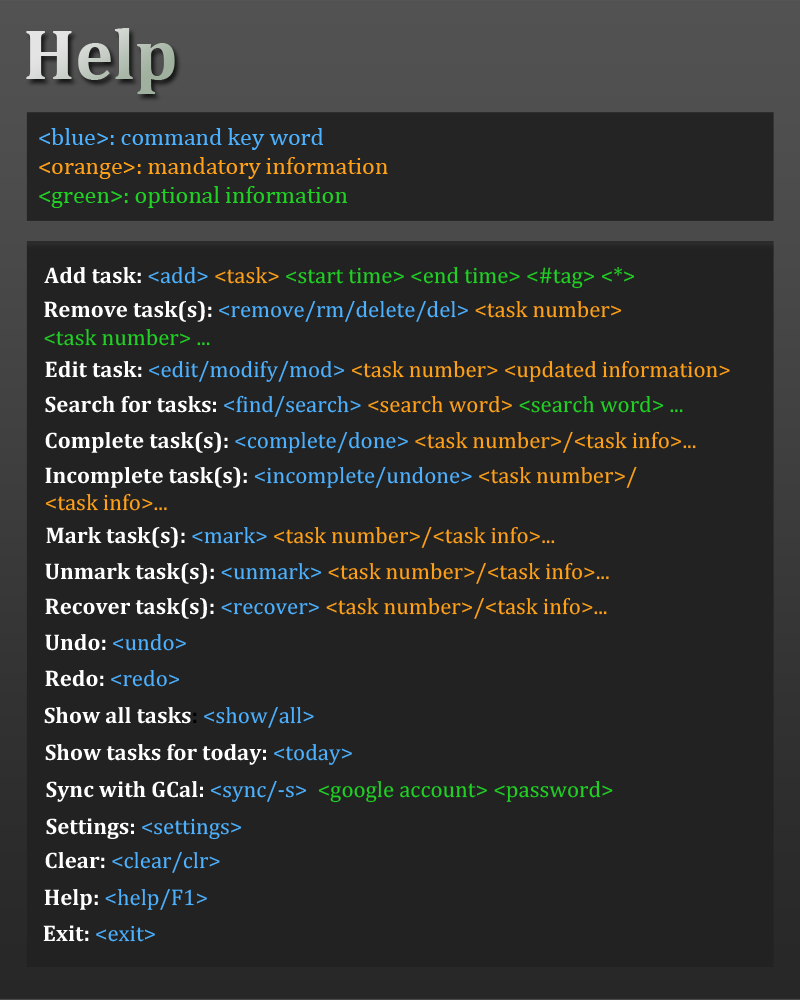 Help
<blue>: command key word
<orange>: mandatory information
<green>: optional information
Add task: <add> <task> <start time> <end time> <#tag> <*>
Remove task(s): <remove/rm/delete/del> <task number>
<task number> ...
Edit task: <edit/modify/mod> <task number> <updated information>
Search for tasks: <find/search> <search word> <search word> ...
Complete task(s): <complete/done> <task number>/<task info>...
Incomplete task(s): <incomplete/undone> <task number>/
<task info>...
Mark task(s): <mark> <task number>/<task info>...
Unmark task(s): <unmark> <task number>/<task info>...
Recover task(s): <recover> <task number>/<task info>...
Undo: <undo>
Redo: <redo>
Show all tasks: <show/all>
Show tasks for today: <today>
Sync with GCal: <sync/-s> <google account> <password>
Settings: <settings>
Clear: <clear/clr>
Help: <help/F1>
Exit: <exit>